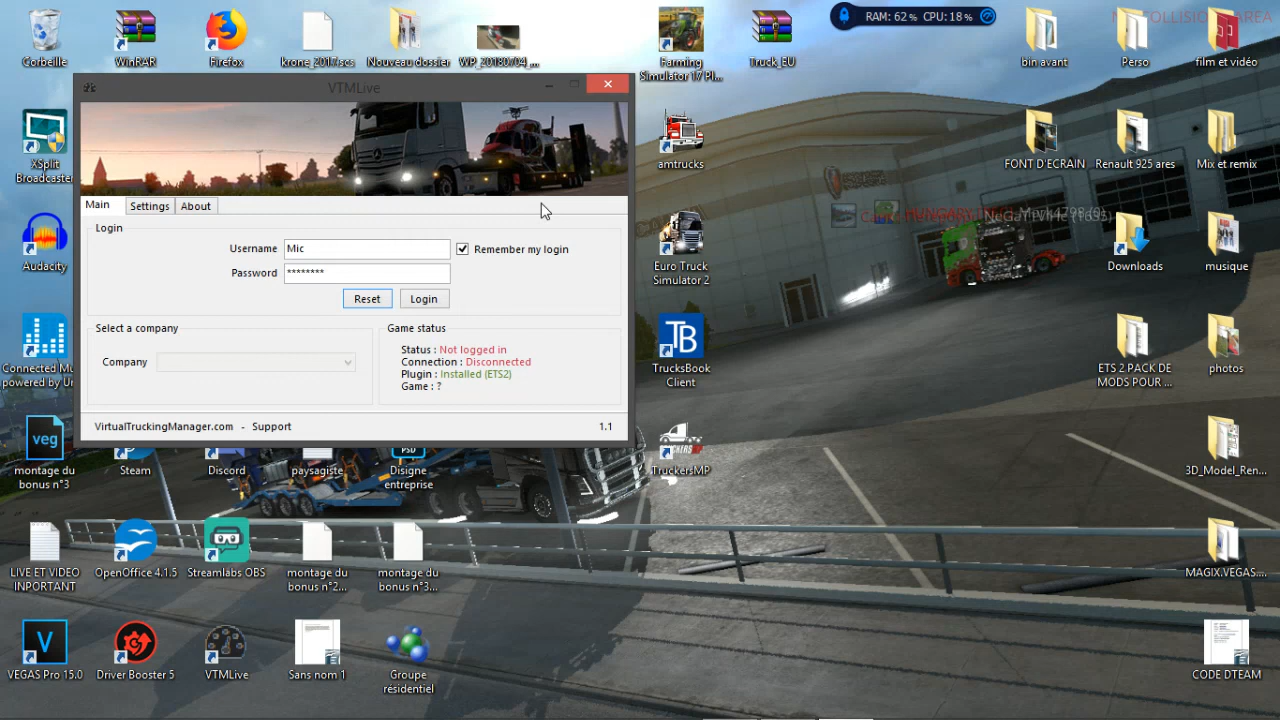 RAM: 62% CPU: 18%
Corbeille
WinRAR
Firefox
krone_2017.scs
Nouveau dossier
WP_20180704_...
Farming
Simulator 17 Pl...
Truck_EU
bin avant
Perso
film et vidéo
VTMLive
XSplit
Broadcaster
amtrucks
FONT D'ECRAIN
Renault 925 ares
Mix et remix
Main
Settings
About
Login
Username
Mic
Remember my login
Password
********
Reset
Login
Audacity
Euro Truck
Simulator 2
Downloads
musique
Select a company
Company
Game status
Status : Not logged in
Connection : Disconnected
Plugin : Installed (ETS2)
Game : ?
TB
TrucksBook
Client
ETS 2 PACK DE
MODS POUR ...
photos
VirtualTruckingManager.com - Support
1.1
veg
montage du
bonus n°3
Steam
Discord
paysagiste
PSD
Disigne
entreprise
TruckersMP
3D_Model_Ren...
LIVE ET VIDEO
INPORTANT
OpenOffice 4.1.5
Streamlabs OBS
montage du
bonus n°2...
montage du
bonus n°3...
MAGIX.VEGAS...
V
VEGAS Pro 15.0
Driver Booster 5
VTMLive
Sans nom 1
Groupe
résidentiel
CODE DTEAM